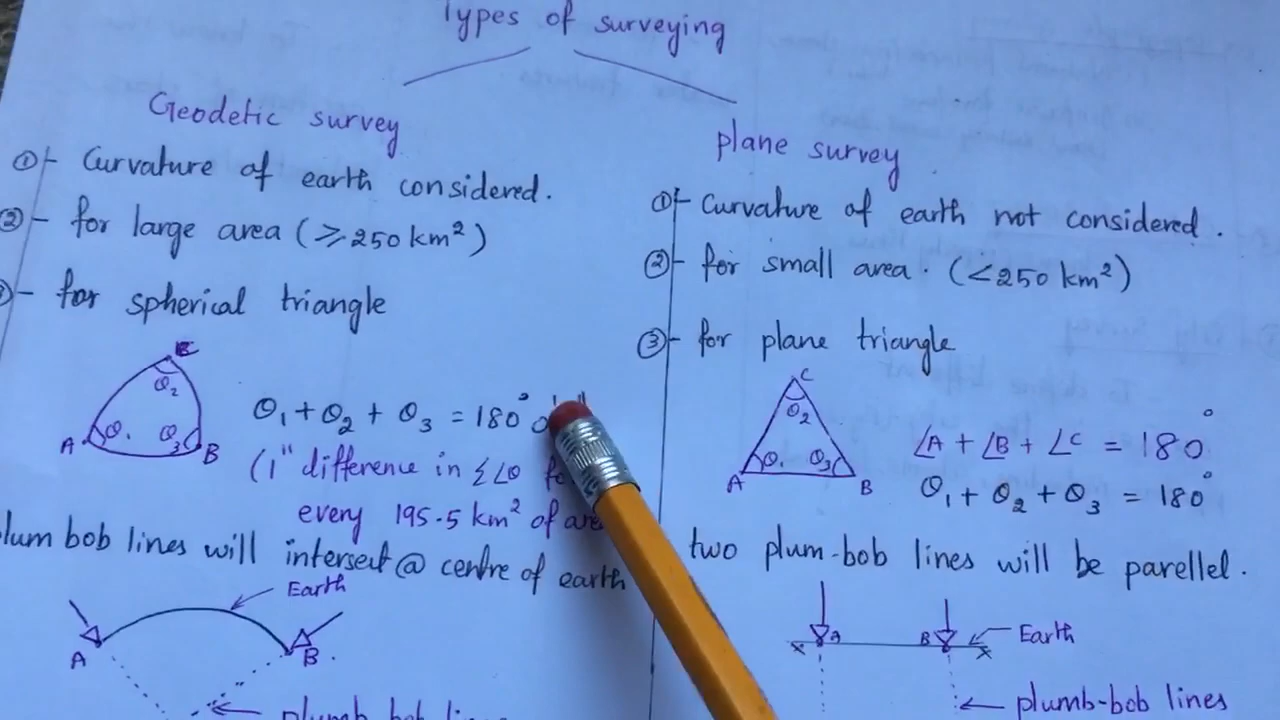 Types of surveying
Geodetic survey
①- Curvature of earth considered.
②- for large area (≥250 km²)
- for spherical triangle
B
θ₂
A
θ₁
θ₃
B
θ₁ + θ₂ + θ₃ = 180°
(1" difference in ∠θ
every 195.5 km² of
plum bob lines will intersect @ centre of earth
Earth
A
B
plumb bob lines
plane survey
①- Curvature of earth not considered.
②- for small area. (<250 km²)
③- for plane triangle
C
θ₂
A
θ₁
θ₃
B
∠A + ∠B + ∠C = 180°
θ₁ + θ₂ + θ₃ = 180°
two plum-bob lines will be parellel.
A
B
Earth
x
x
plumb-bob lines